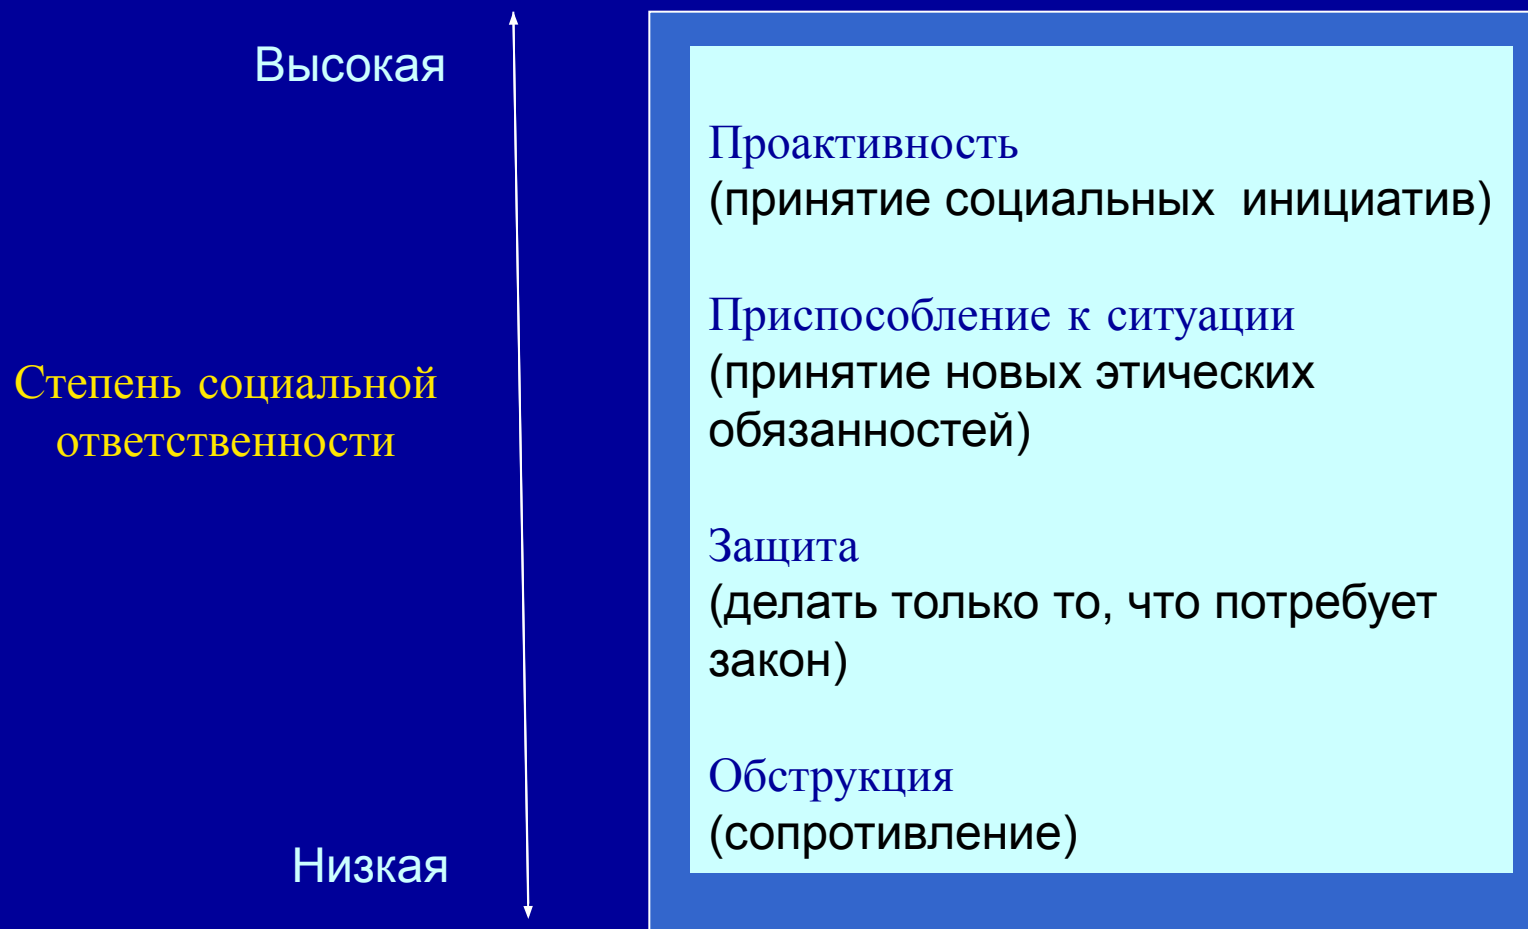 Высокая
Степень социальной
ответственности
Низкая
Проактивность
(принятие социальных инициатив)
Приспособление к ситуации
(принятие новых этических
обязанностей)
Защита
(делать только то, что потребует
закон)
Обструкция
(сопротивление)